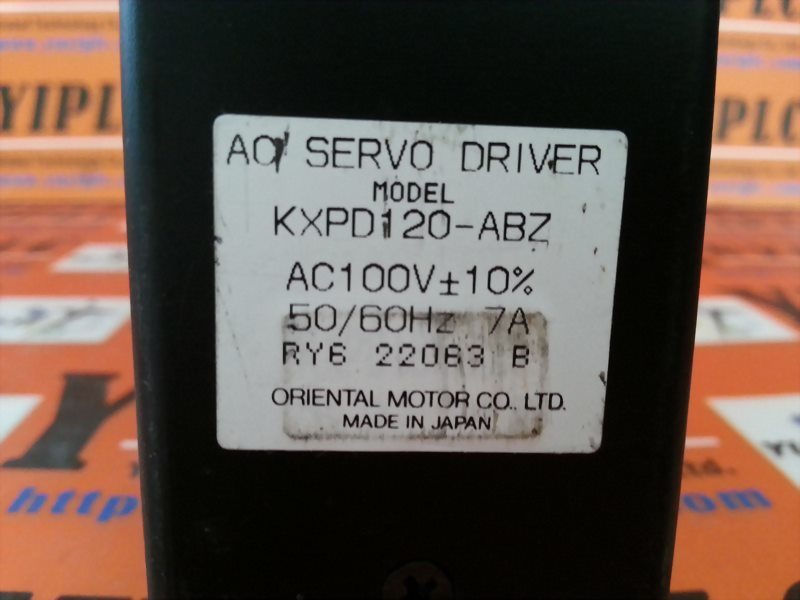 AC SERVO DRIVER
MODEL
KXPD120-ABZ
AC100V±10%
50/60Hz 7A
RY6 22063 B
ORIENTAL MOTOR CO., LTD.
MADE IN JAPAN
YIPLC